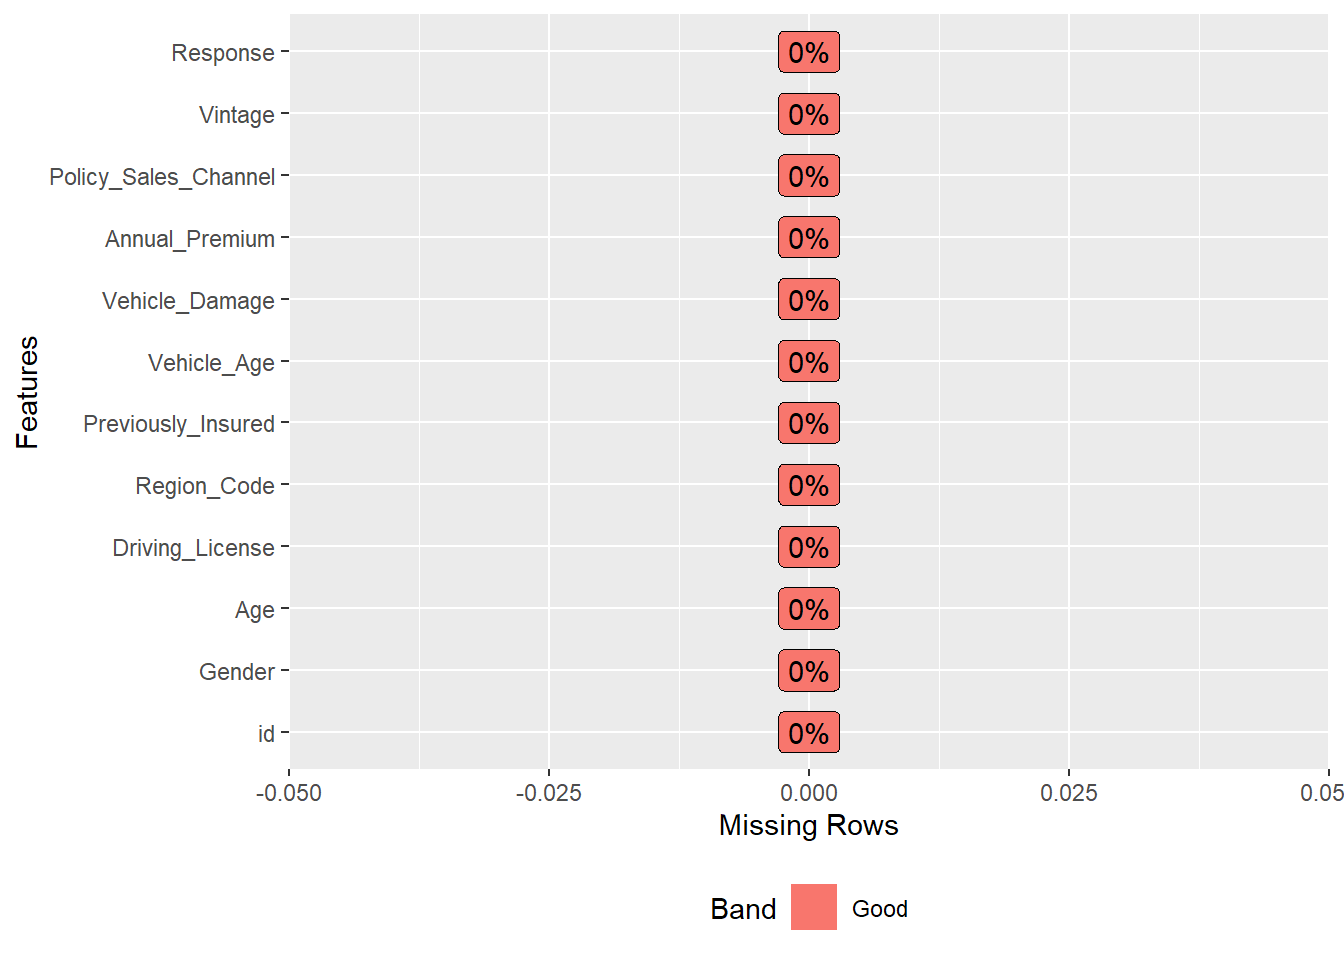 Response 0%
Vintage 0%
Policy_Sales_Channel 0%
Annual_Premium 0%
Vehicle_Damage 0%
Vehicle_Age 0%
Previously_Insured 0%
Region_Code 0%
Driving_License 0%
Age 0%
Gender 0%
id 0%
Features
-0.050 -0.025 0.000 0.025 0.05
Missing Rows
Band Good